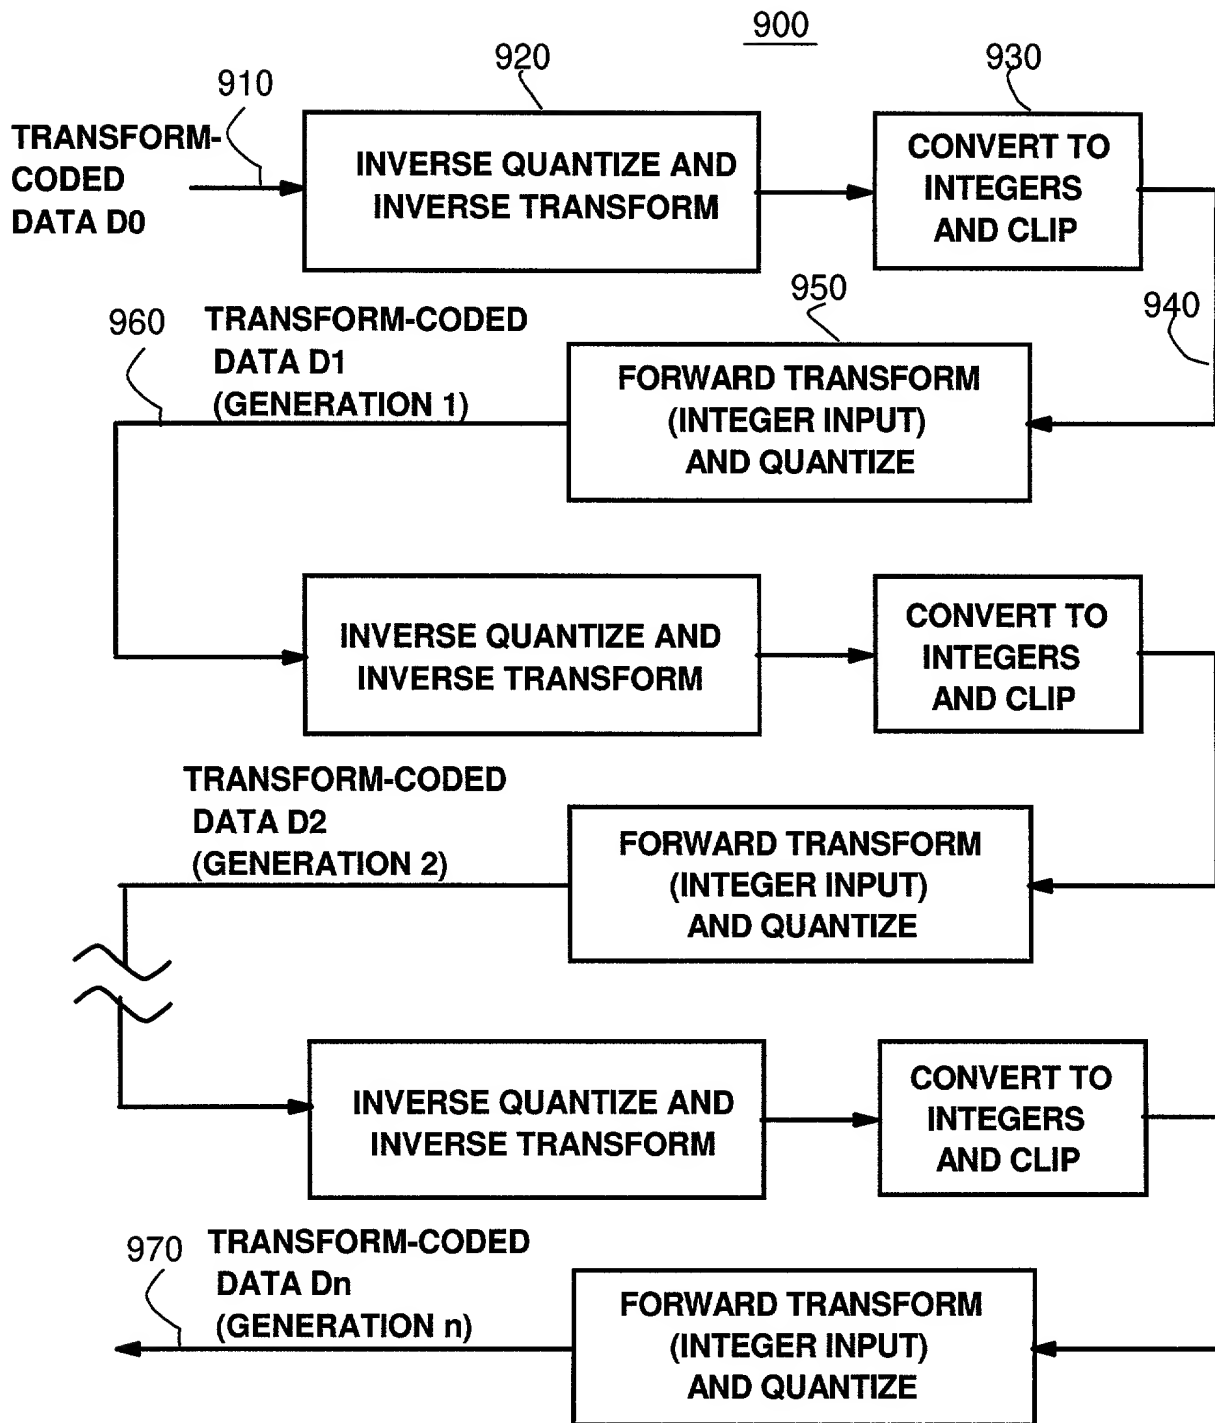 900
910
920
930
TRANSFORM-
CODED
DATA D0
INVERSE QUANTIZE AND
INVERSE TRANSFORM
CONVERT TO
INTEGERS
AND CLIP
940
950
960
TRANSFORM-CODED
DATA D1
(GENERATION 1)
FORWARD TRANSFORM
(INTEGER INPUT)
AND QUANTIZE
INVERSE QUANTIZE AND
INVERSE TRANSFORM
CONVERT TO
INTEGERS
AND CLIP
TRANSFORM-CODED
DATA D2
(GENERATION 2)
FORWARD TRANSFORM
(INTEGER INPUT)
AND QUANTIZE
INVERSE QUANTIZE AND
INVERSE TRANSFORM
CONVERT TO
INTEGERS
AND CLIP
970
TRANSFORM-CODED
DATA Dn
(GENERATION n)
FORWARD TRANSFORM
(INTEGER INPUT)
AND QUANTIZE